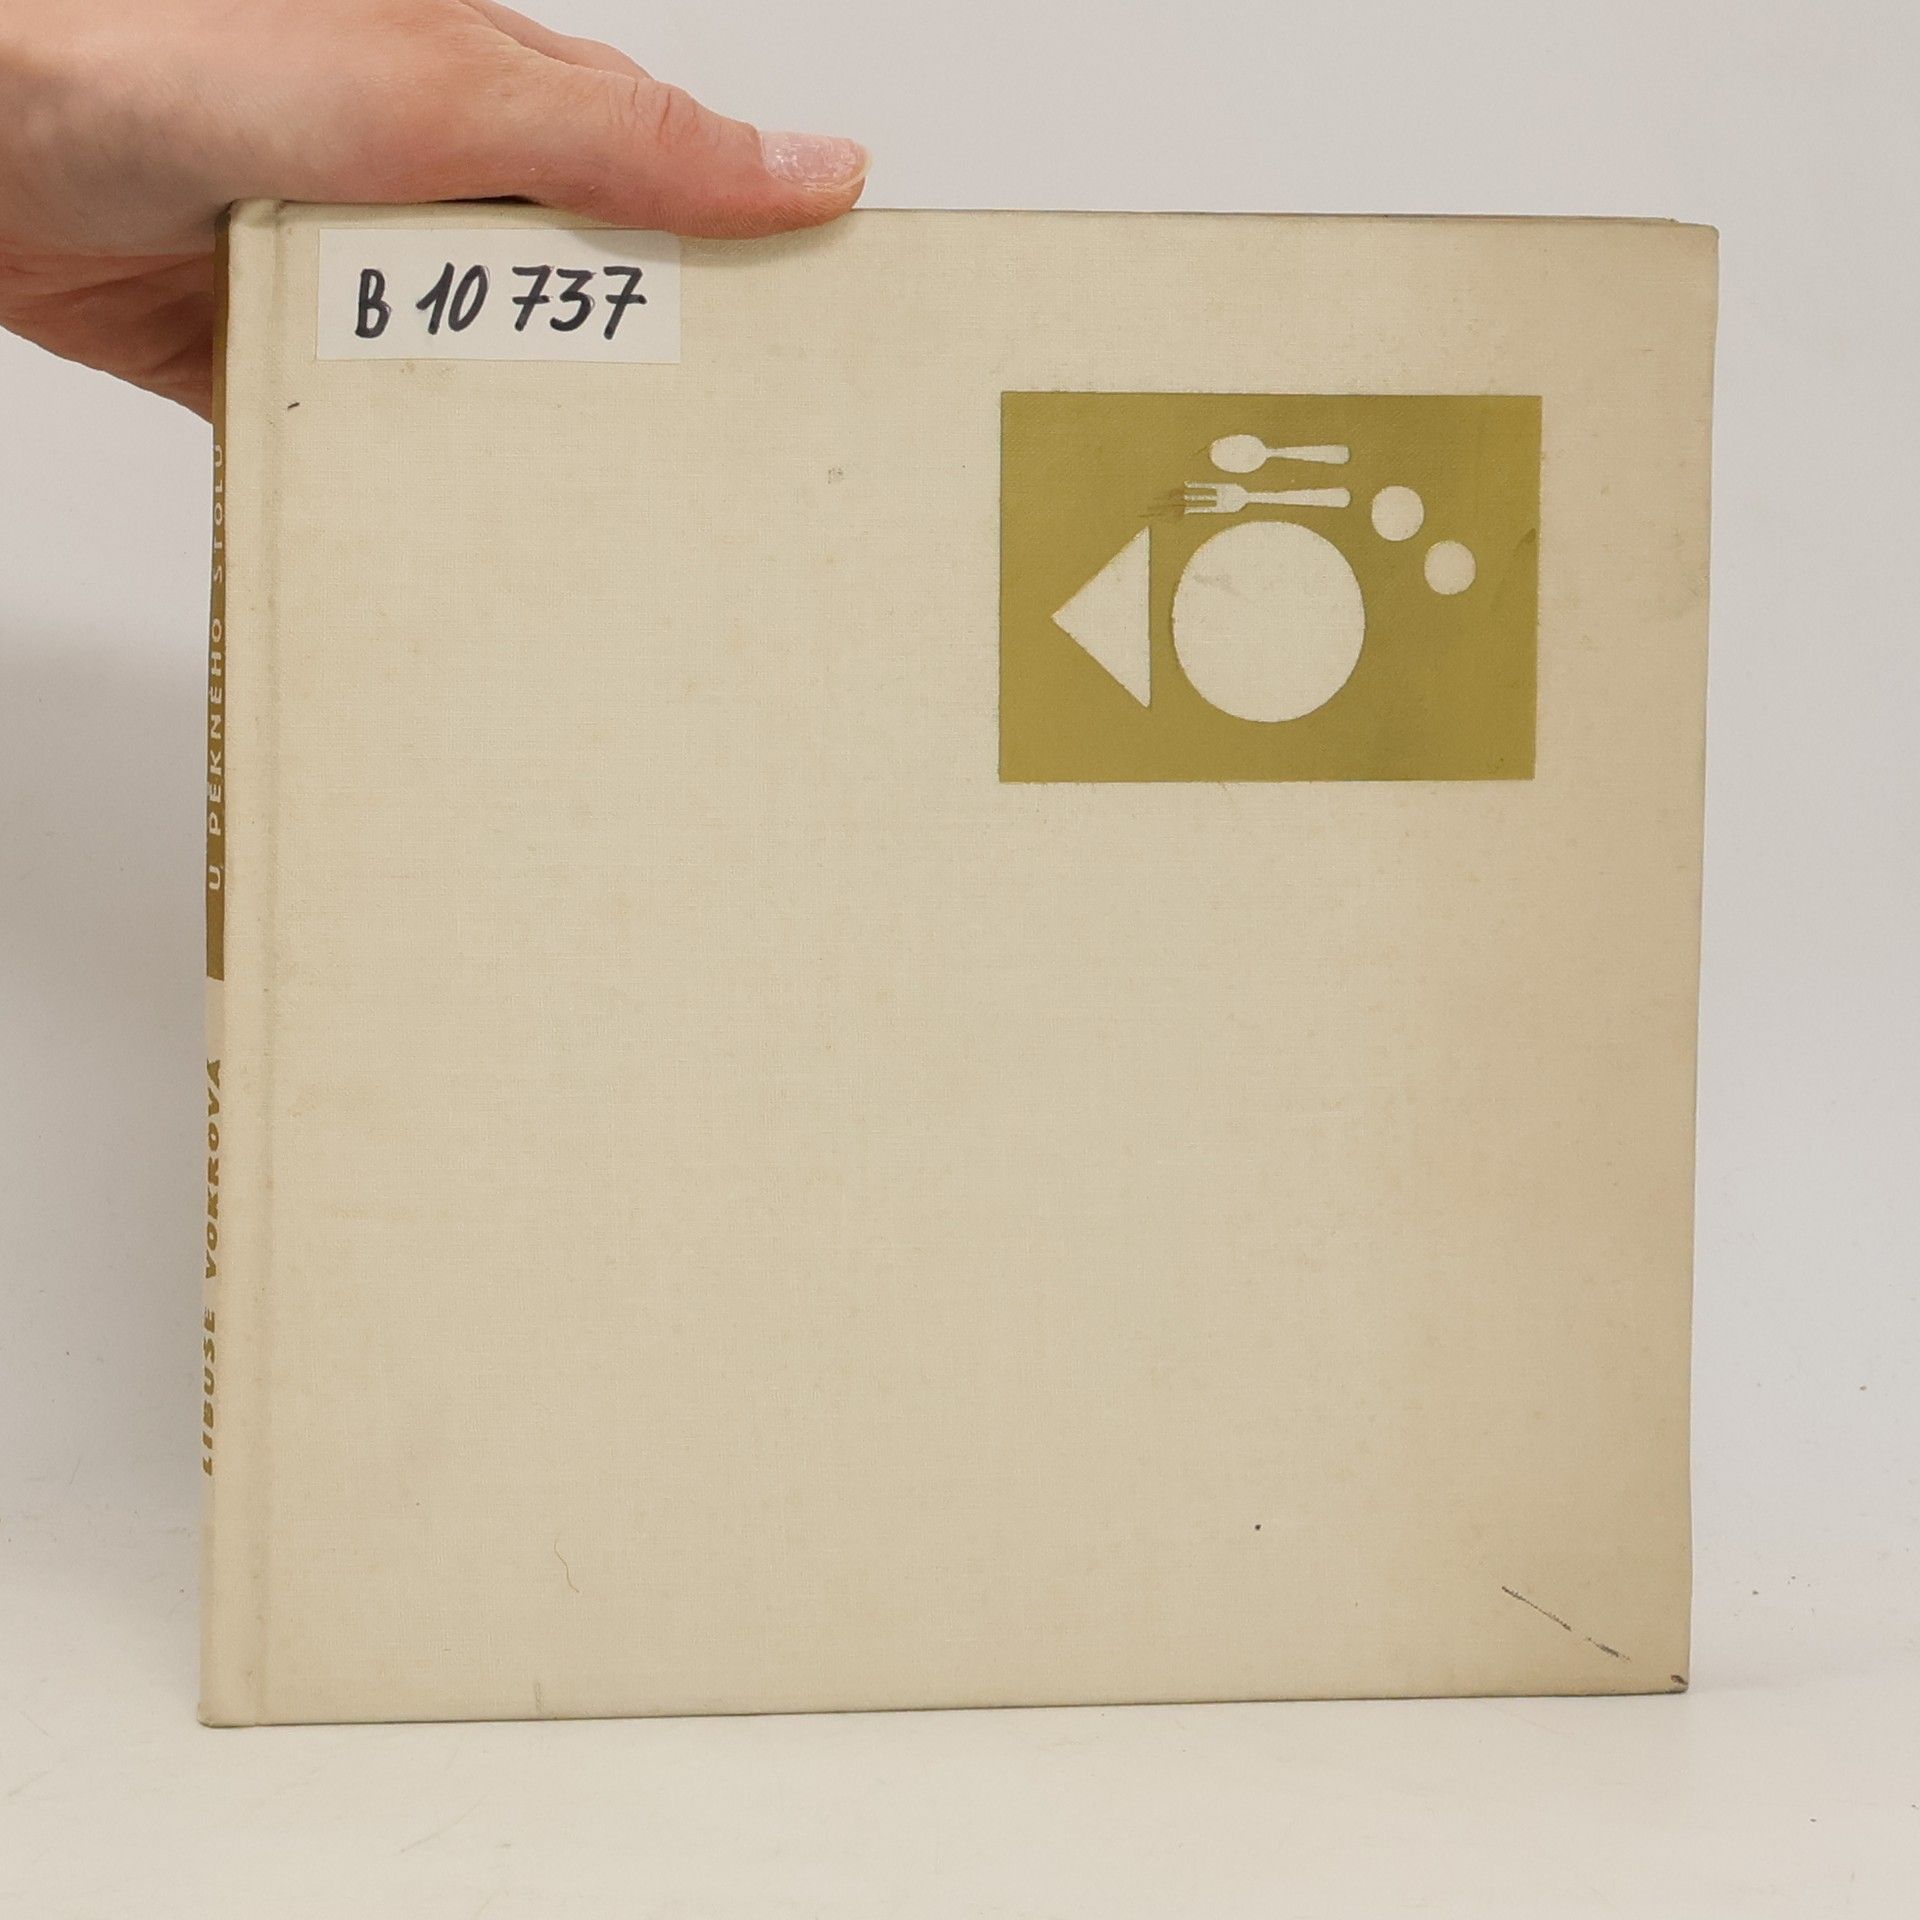 B 10 737
U PĚKNÉHO STOLU
LIBUŠE VOKROVÁ